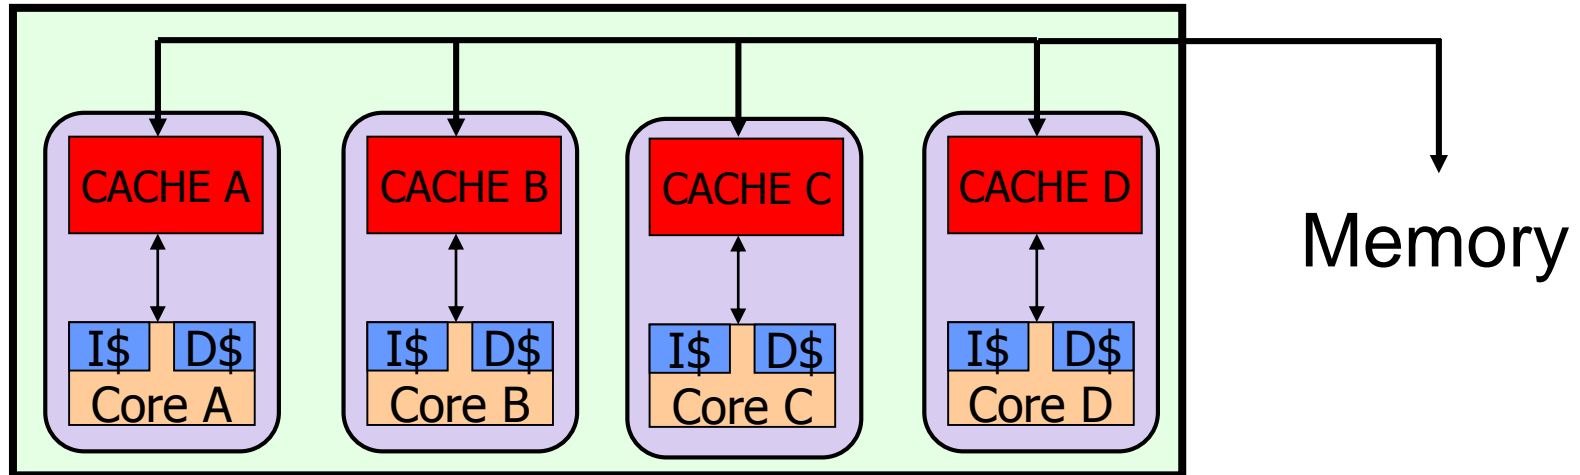 CACHE A
CACHE B
CACHE C
CACHE D
Memory
I$ D$
I$ D$
I$ D$
I$ D$
Core A
Core B
Core C
Core D